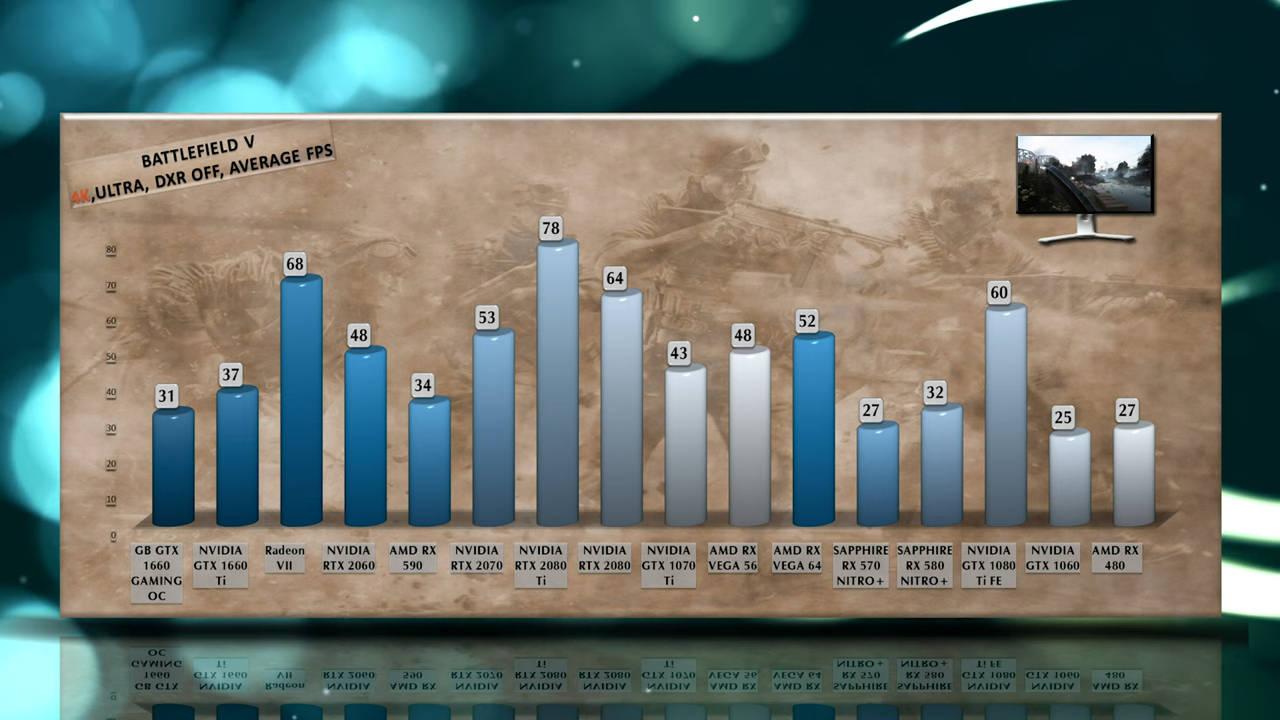 BATTLEFIELD V
4K,ULTRA, DXR OFF, AVERAGE FPS
80
70
60
50
40
30
20
10
0
31
37
68
48
34
53
78
64
43
48
52
27
32
60
25
27
GB GTX
1660
GAMING
OC
NVIDIA
GTX 1660
Ti
Radeon
VII
NVIDIA
RTX 2060
AMD RX
590
NVIDIA
RTX 2070
NVIDIA
RTX 2080
Ti
NVIDIA
RTX 2080
NVIDIA
GTX 1070
Ti
AMD RX
VEGA 56
AMD RX
VEGA 64
SAPPHIRE
RX 570
NITRO+
SAPPHIRE
RX 580
NITRO+
NVIDIA
GTX 1080
Ti FE
NVIDIA
GTX 1060
AMD RX
480